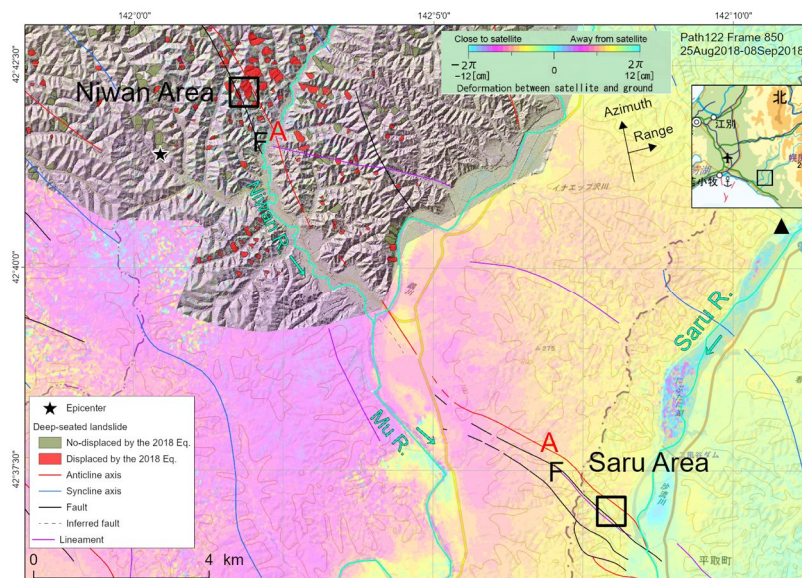 142°0'0"
142°5'0"
142°10'0"
42°42'30"
42°40'0"
42°37'30"
Close to satellite
Away from satellite
−2π
0
2π
-12 [cm]
12 [cm]
Deformation between satellite and ground
Path122 Frame 850
25Aug2018-08Sep2018
Azimuth
Range
北
江別
小牧
Niwan Area
A
F
Niwan R.
イナエップ沢川
275
Saru R.
Mu R.
A
F
Saru Area
平取町
Epicenter
Deep-seated landslide
No-displaced by the 2018 Eq.
Displaced by the 2018 Eq.
Anticline axis
Syncline axis
Fault
Inferred fault
Lineament
0
4
km